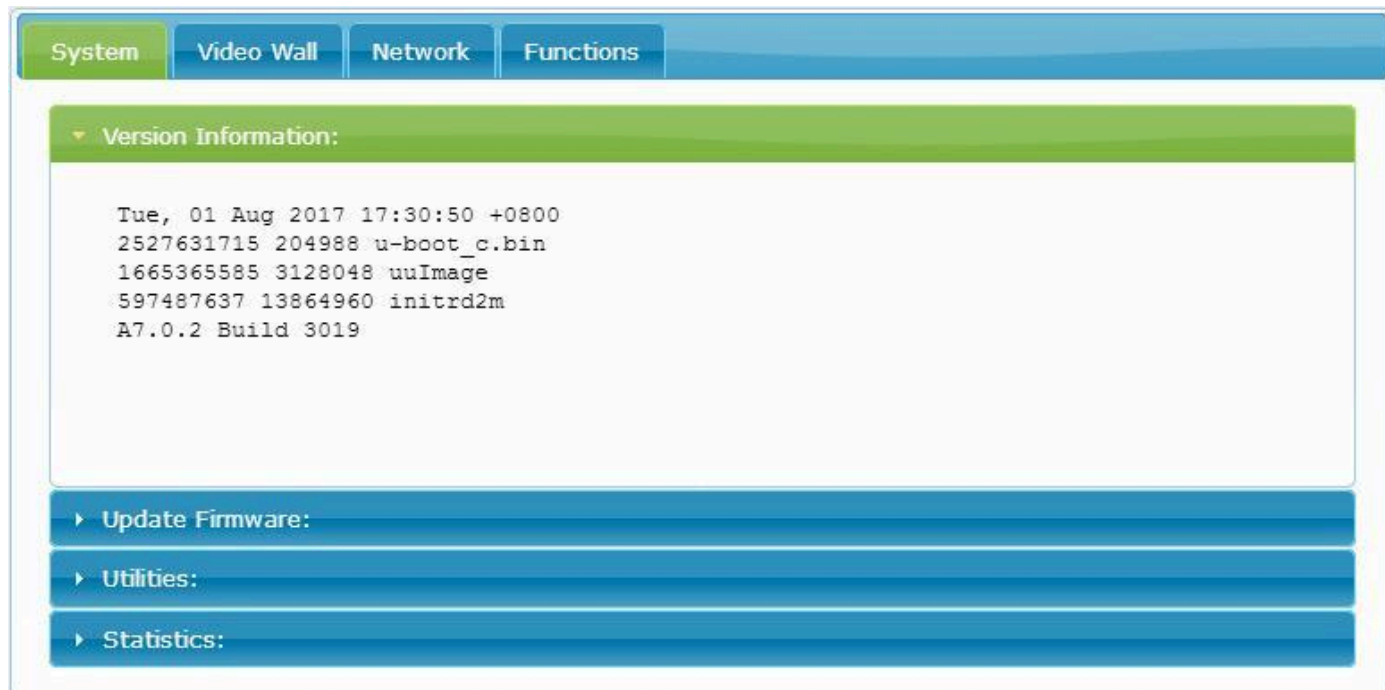 System
Video Wall
Network
Functions
Version Information:
Tue, 01 Aug 2017 17:30:50 +0800
2527631715 204988 u-boot_c.bin
1665365585 3128048 uuImage
597487637 13864960 initrd2m
A7.0.2 Build 3019
Update Firmware:
Utilities:
Statistics: